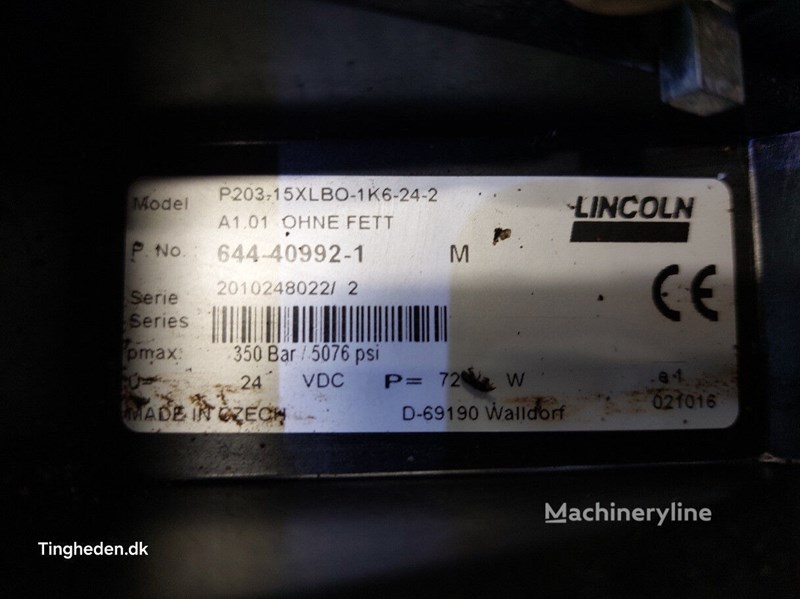 Model P203-15XLBO-1K6-24-2
A1.01 OHNE FETT
LINCOLN
P. No. 644-40992-1 M
CE
Serie 2010248022/ 2
Series
pmax: 350 Bar / 5076 psi
U= 24 VDC P= W
e1
MADE IN CZECH D-69190 Walldorf 021016
Machineryline
Tingheden.dk